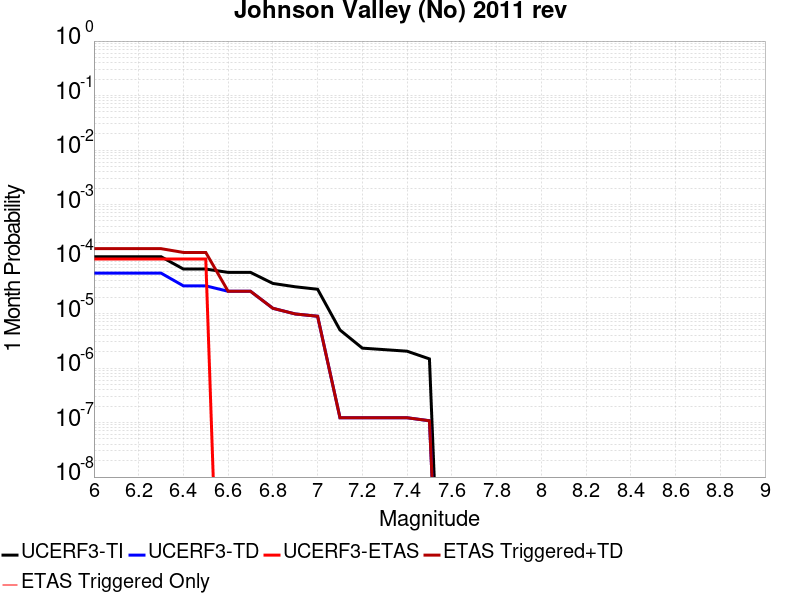 Johnson Valley (No) 2011 rev
10^0
10^-1
10^-2
10^-3
10^-4
10^-5
10^-6
10^-7
10^-8
1 Month Probability
6 6.2 6.4 6.6 6.8 7 7.2 7.4 7.6 7.8 8 8.2 8.4 8.6 8.8 9
Magnitude
UCERF3-TI UCERF3-TD UCERF3-ETAS ETAS Triggered+TD
ETAS Triggered Only